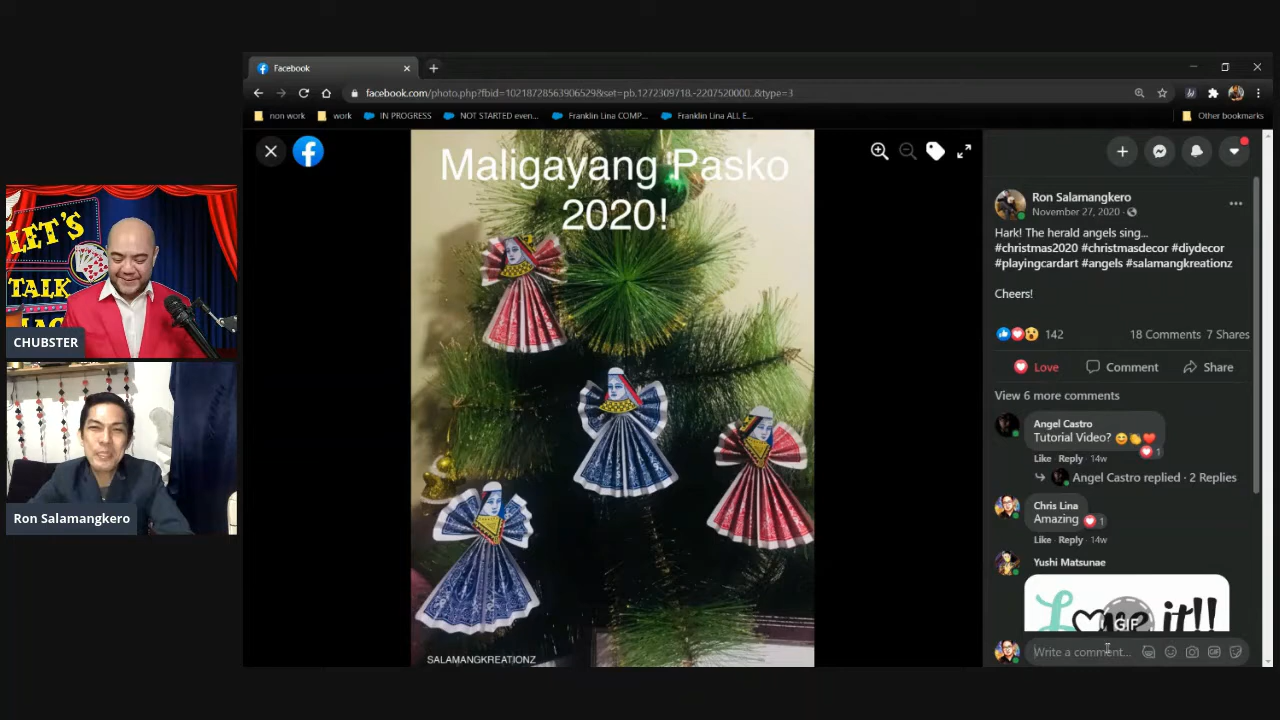 Facebook
facebook.com/photo.php?fbid=10218728563906529&set=pb.1272309718.-2207520000..&type=3
non work
work
IN PROGRESS
NOT STARTED even...
Franklin Lina COMP...
Franklin Lina ALL E...
Other bookmarks
LET'S
TALK
CHUBSTER
Ron Salamangkero
Maligayang Pasko
2020!
SALAMANGKREATIONZ
Ron Salamangkero
November 27, 2020
Hark! The herald angels sing...
#christmas2020 #christmasdecor #diydecor
#playingcardart #angels #salamangkreationz
Cheers!
142
18 Comments 7 Shares
Love
Comment
Share
View 6 more comments
Angel Castro
Tutorial Video?
1
Like · Reply · 14w
Angel Castro replied · 2 Replies
Chris Lina
Amazing
1
Like · Reply · 14w
Yushi Matsunae
Love it!!
GIF
Write a comment...